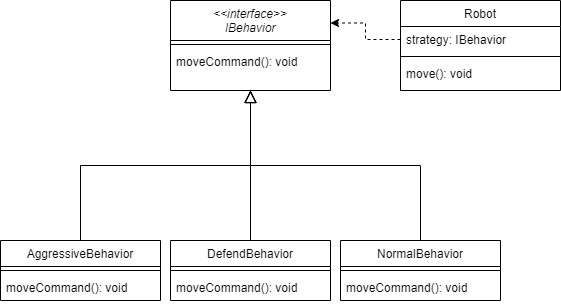 <<interface>>
IBehavior
moveCommand(): void
Robot
strategy: IBehavior
move(): void
AggressiveBehavior
moveCommand(): void
DefendBehavior
moveCommand(): void
NormalBehavior
moveCommand(): void